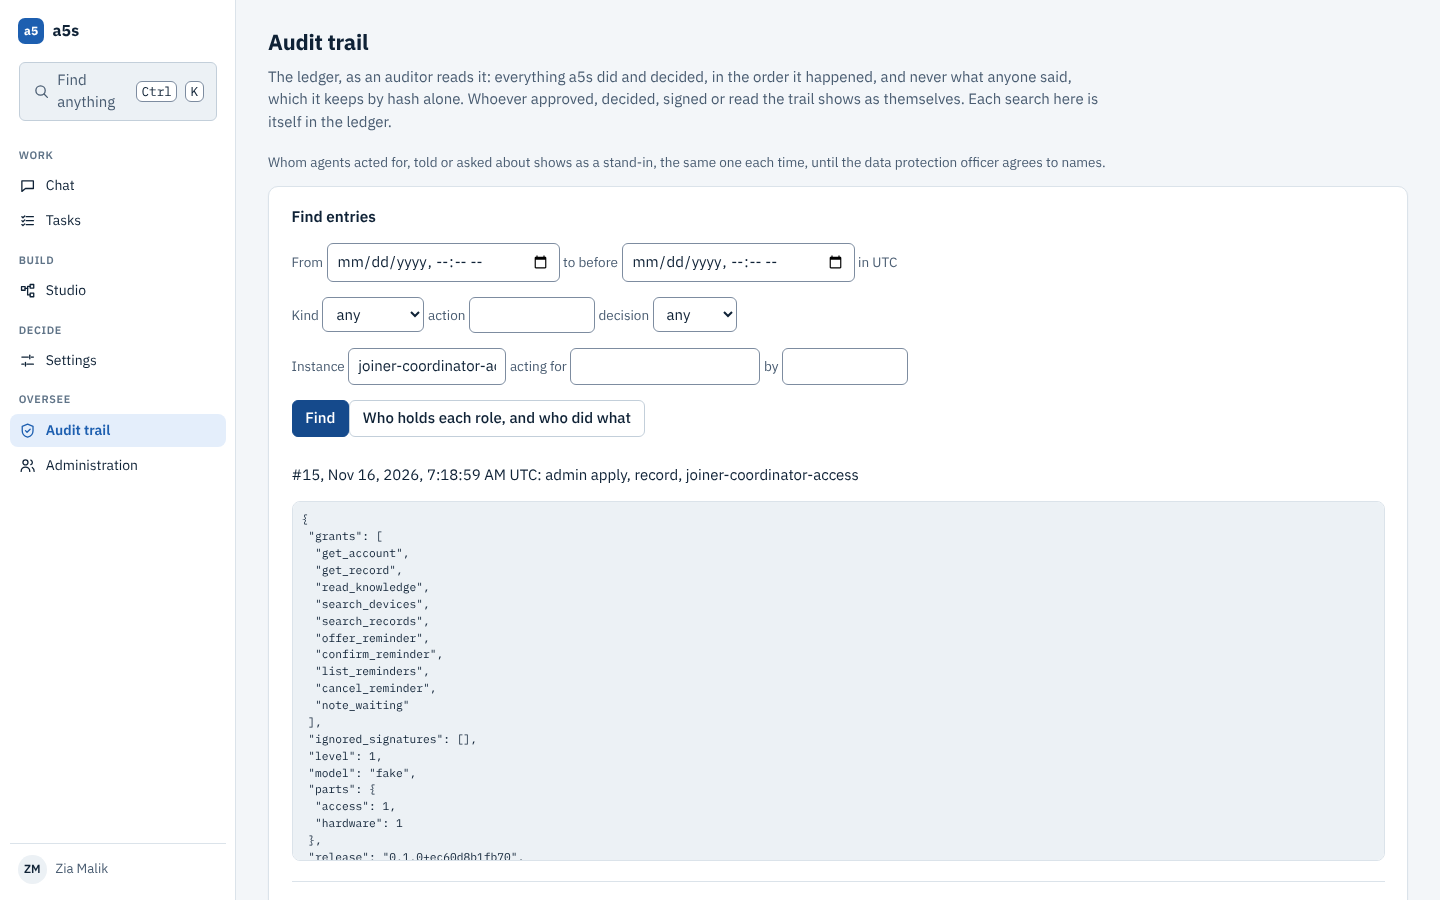 a5 a5s
Find anything Ctrl K
WORK
Chat
Tasks
BUILD
Studio
DECIDE
Settings
OVERSEE
Audit trail
Administration
ZM Zia Malik
Audit trail
The ledger, as an auditor reads it: everything a5s did and decided, in the order it happened, and never what anyone said,
which it keeps by hash alone. Whoever approved, decided, signed or read the trail shows as themselves. Each search here is
itself in the ledger.
Whom agents acted for, told or asked about shows as a stand-in, the same one each time, until the data protection officer agrees to names.
Find entries
From mm/dd/yyyy, --:-- -- to before mm/dd/yyyy, --:-- -- in UTC
Kind any action decision any
Instance joiner-coordinator-ac acting for by
Find Who holds each role, and who did what
#15, Nov 16, 2026, 7:18:59 AM UTC: admin apply, record, joiner-coordinator-access
{
"grants": [
"get_account",
"get_record",
"read_knowledge",
"search_devices",
"search_records",
"offer_reminder",
"confirm_reminder",
"list_reminders",
"cancel_reminder",
"note_waiting"
],
"ignored_signatures": [],
"level": 1,
"model": "fake",
"parts": {
"access": 1,
"hardware": 1
},
"release": "0.1.0+ec60d8b1fb70",